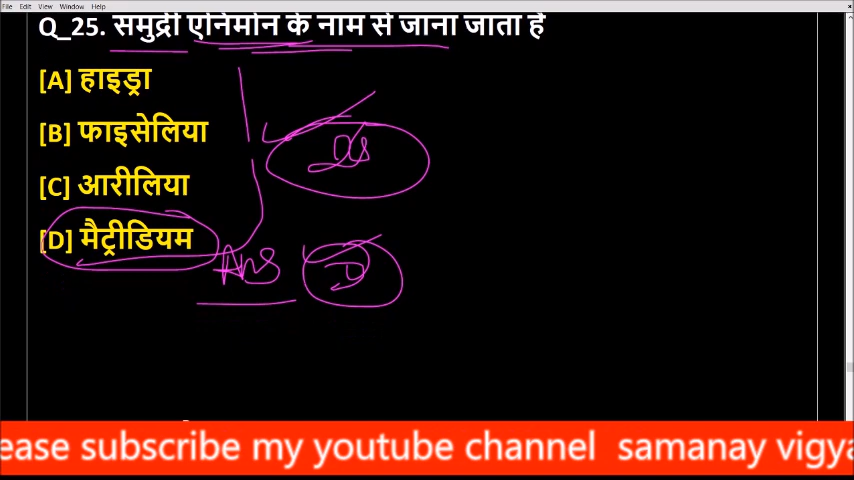 File Edit View Window Help
Q_25. समुद्री एनिमोन के नाम से जाना जाता है
[A] हाइड्रा
[B] फाइसेलिया
[C] आरीलिया
[D] मैट्रीडियम
Ans D
ease subscribe my youtube channel samanay vigya